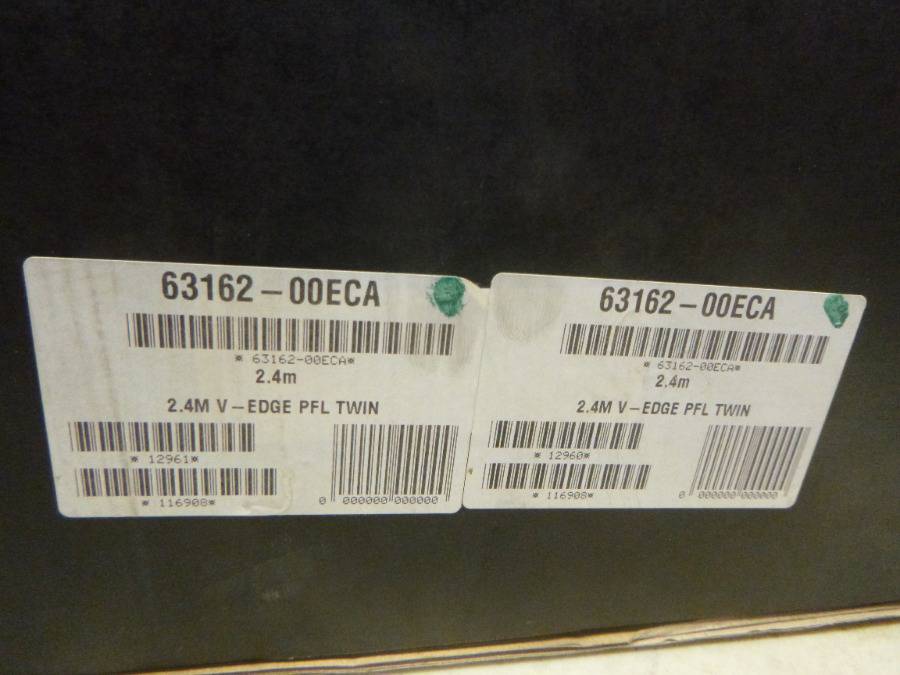 63162-00ECA
* 63162-00ECA*
2.4m
2.4M V-EDGE PFL TWIN
* 12961*
* 116908*
0 000000 000000
63162-00ECA
* 63162-00ECA*
2.4m
2.4M V-EDGE PFL TWIN
* 12960*
* 116908*
0 000000 000000